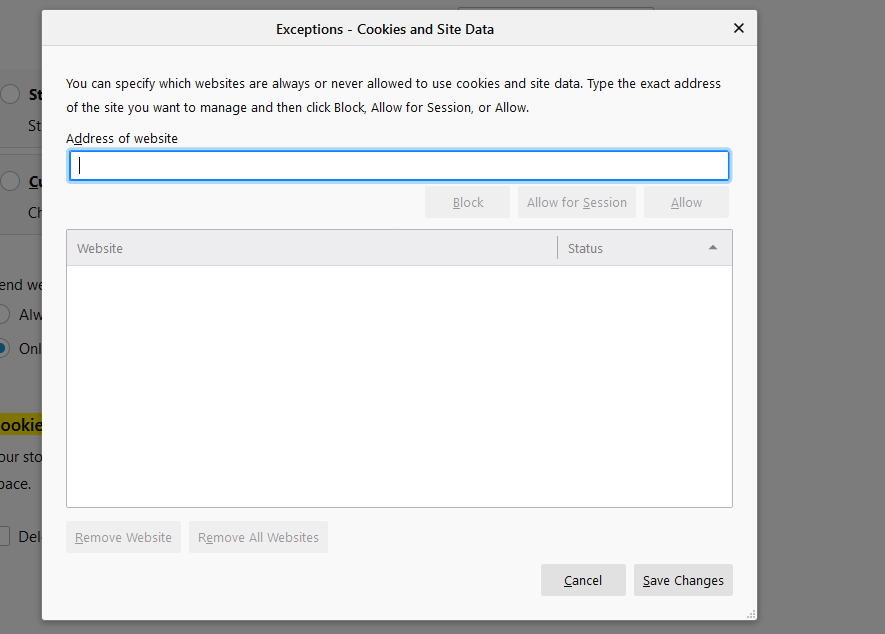 Exceptions - Cookies and Site Data
You can specify which websites are always or never allowed to use cookies and site data. Type the exact address
of the site you want to manage and then click Block, Allow for Session, or Allow.
St
St
Address of website
Cu
Ch
Block Allow for Session Allow
Website Status
end we
Alw
Onl
ookie
our sto
pace.
Del
Remove Website Remove All Websites
Cancel Save Changes